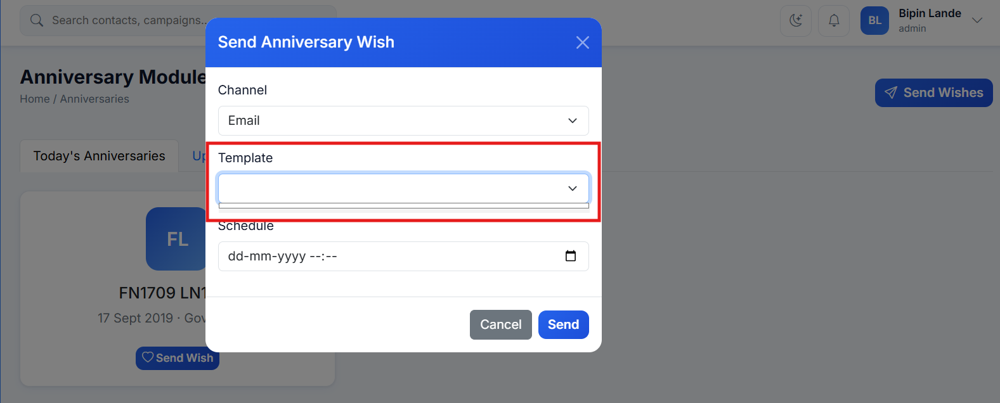 Search contacts, campaigns..
BL
Bipin Lande
admin
Send Anniversary Wish
Anniversary Module
Home / Anniversaries
Send Wishes
Channel
Email
Today's Anniversaries
Up
Template
Schedule
dd-mm-yyyy --:--
FL
FN1709 LN1
17 Sept 2019 · Gov
Cancel
Send
Send Wish